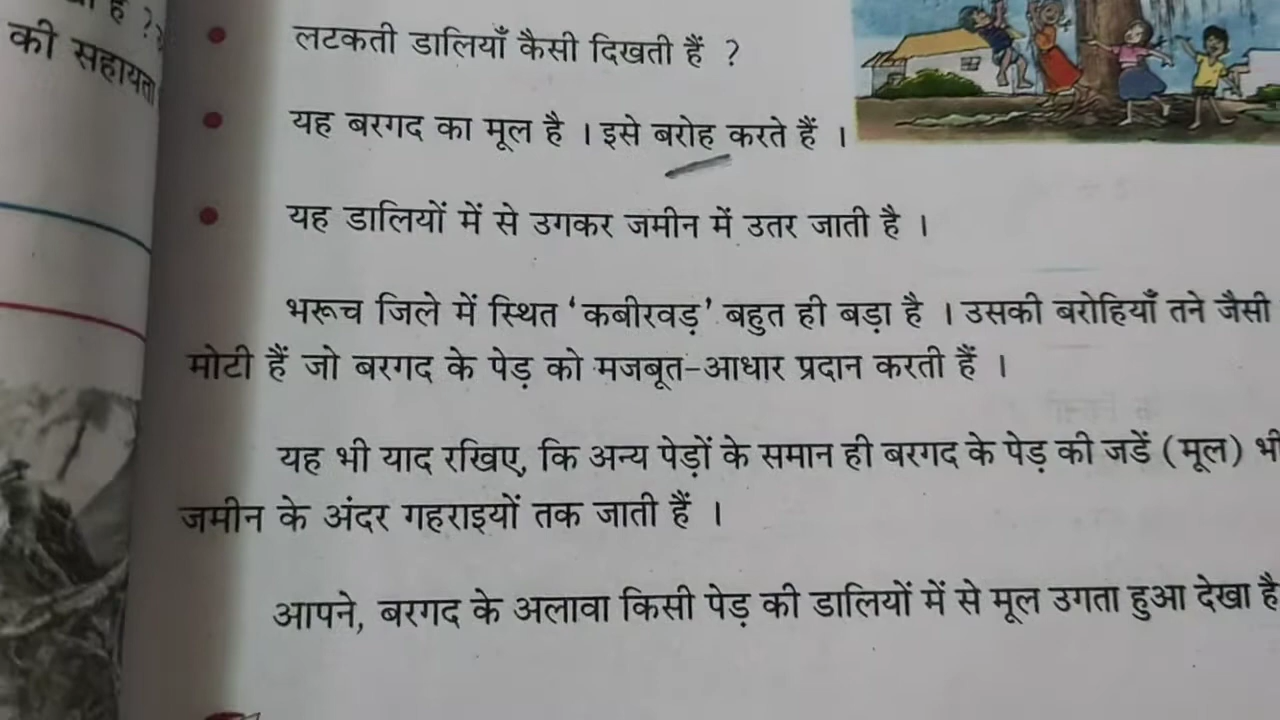 की सहायता
लटकती डालियाँ कैसी दिखती हैं ?
यह बरगद का मूल है । इसे बरोह करते हैं ।
यह डालियों में से उगकर जमीन में उतर जाती है ।
भरूच जिले में स्थित ‘कबीरवड़’ बहुत ही बड़ा है । उसकी बरोहियाँ तने जैसी
मोटी हैं जो बरगद के पेड़ को मजबूत-आधार प्रदान करती हैं ।
यह भी याद रखिए, कि अन्य पेड़ों के समान ही बरगद के पेड़ की जडें (मूल) भी
जमीन के अंदर गहराइयों तक जाती हैं ।
आपने, बरगद के अलावा किसी पेड़ की डालियों में से मूल उगता हुआ देखा है